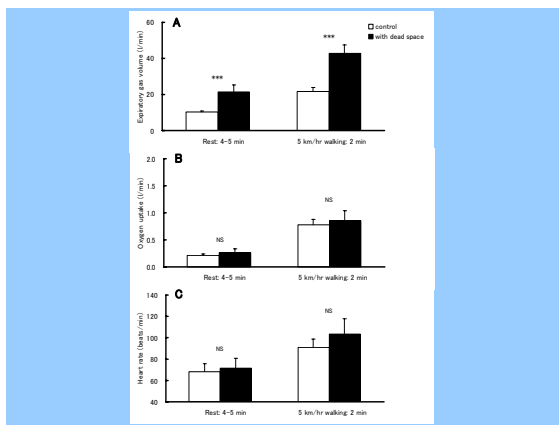 A
Expiratory gas volume (l/min)
60
40
20
0
***
***
control
with dead space
Rest: 4-5 min
5 km/hr walking: 2 min
B
Oxygen uptake (l/min)
2.0
1.5
1.0
0.5
0.0
NS
NS
Rest: 4-5 min
5 km/hr walking: 2 min
C
Heart rate (beats/min)
140
120
100
80
60
40
NS
NS
Rest: 4-5 min
5 km/hr walking: 2 min